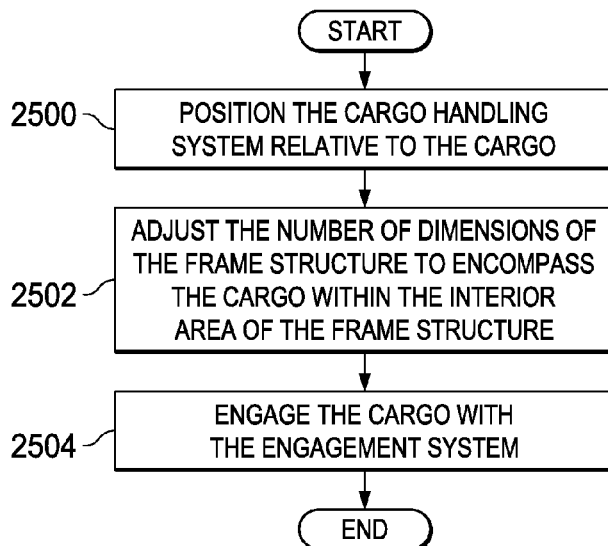 START
2500
POSITION THE CARGO HANDLING
SYSTEM RELATIVE TO THE CARGO
2502
ADJUST THE NUMBER OF DIMENSIONS OF
THE FRAME STRUCTURE TO ENCOMPASS
THE CARGO WITHIN THE INTERIOR
AREA OF THE FRAME STRUCTURE
2504
ENGAGE THE CARGO WITH
THE ENGAGEMENT SYSTEM
END